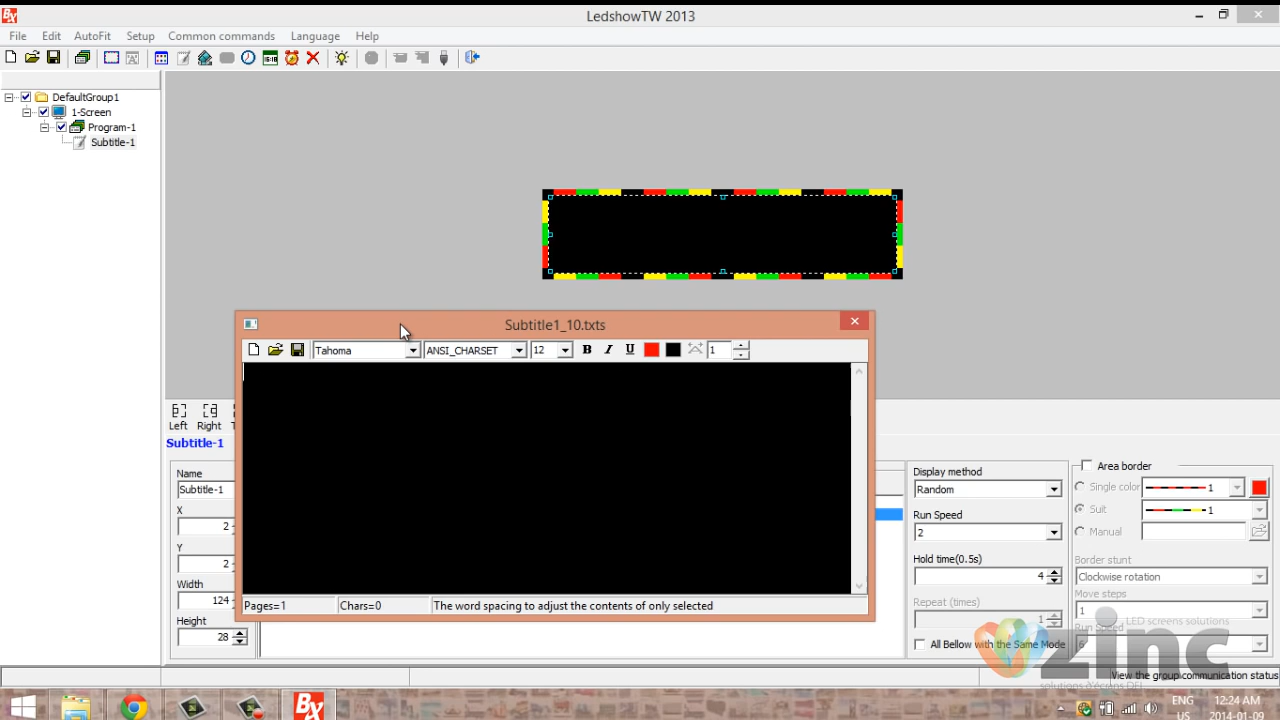 LedshowTW 2013
File Edit AutoFit Setup Common commands Language Help
DefaultGroup1
1-Screen
Program-1
Subtitle-1
Subtitle1_10.txts
Tahoma ANSI_CHARSET 12 B I U 1
Left Right
Subtitle-1
Name
Subtitle-1
X
2
Y
2
Width
124
Height
28
Pages=1 Chars=0 The word spacing to adjust the contents of only selected
Display method
Random
Run Speed
2
Hold time(0.5s)
4
Repeat (times)
1
All Bellow with the Same Mode
Area border
Single color 1
Suit 1
Manual
Border stunt
Clockwise rotation
Move steps
1
Run Speed
6
LED screens solutions
zinc
solutions d'écrans DEL
View the group communication status
ENG
US
12:24 AM
2014-01-09